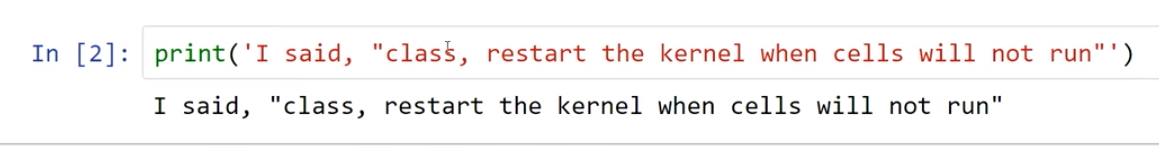 In [2]: print('I said, "class, restart the kernel when cells will not run"')
I said, "class, restart the kernel when cells will not run"